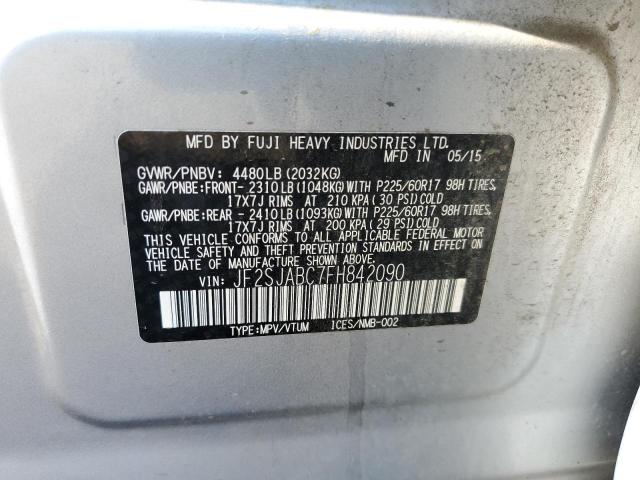 MFD BY FUJI HEAVY INDUSTRIES LTD.
MFD IN 05/15
GVWR/PNBV: 4480LB(2032KG)
GAWR/PNBE:FRONT- 2310LB(1048KG)WITH P225/60R17 98H TIRES,
17X7J RIMS AT 210 KPA(30 PSI)COLD
GAWR/PNBE:REAR - 2410LB(1093KG)WITH P225/60R17 98H TIRES,
17X7J RIMS AT 200 KPA(29 PSI)COLD
THIS VEHICLE CONFORMS TO ALL APPLICABLE FEDERAL MOTOR
VEHICLE SAFETY AND THEFT PREVENTION STANDARDS IN EFFECT
ON THE DATE OF MANUFACTURE SHOWN ABOVE.
VIN: JF2SJABC7FH842090
TYPE:MPV/VTUM ICES/NMB-002